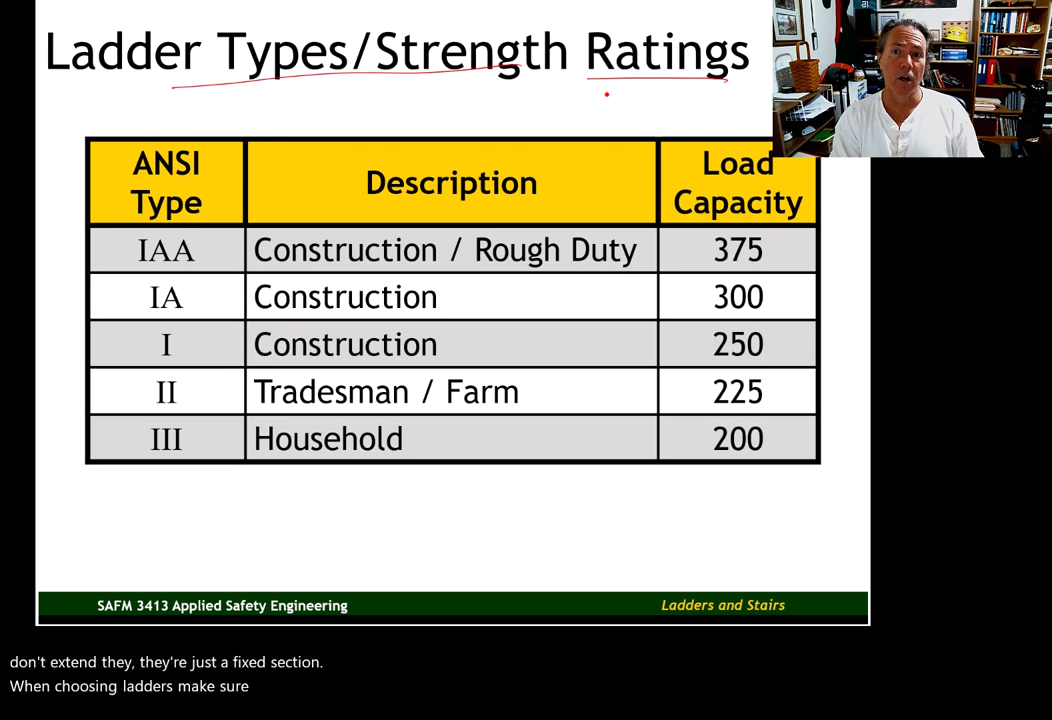 Ladder Types/Strength Ratings
ANSI Type Description Load Capacity
IAA Construction / Rough Duty 375
IA Construction 300
I Construction 250
II Tradesman / Farm 225
III Household 200
SAFM 3413 Applied Safety Engineering Ladders and Stairs
don't extend they, they're just a fixed section.
When choosing ladders make sure